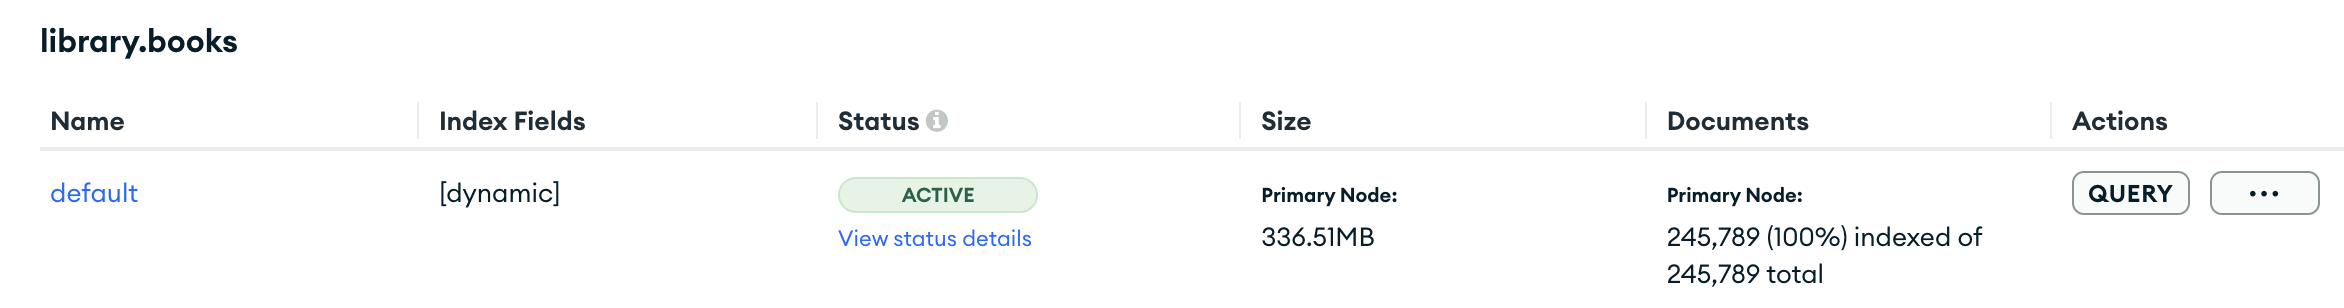 library.books
Name Index Fields Status Size Documents Actions
default [dynamic] ACTIVE Primary Node: Primary Node: QUERY ...
View status details 336.51MB 245,789 (100%) indexed of
245,789 total